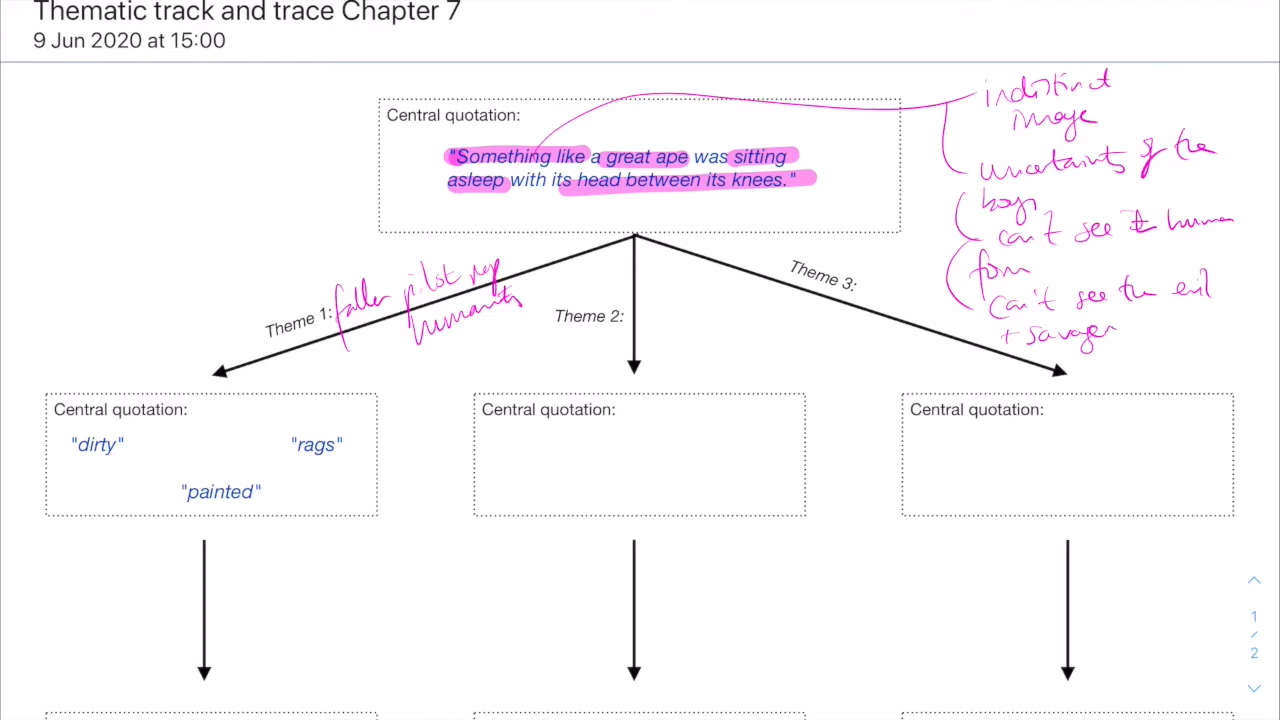 Thematic track and trace Chapter 7
9 Jun 2020 at 15:00
Central quotation:
"Something like a great ape was sitting
asleep with its head between its knees."
indistinct
image
uncertainty of the
boys
can't see human
form
can't see the evil
+ savagery
Theme 1:
fallen pilot rep
humanity
Theme 2:
Theme 3:
Central quotation:
"dirty" "rags"
"painted"
Central quotation:
Central quotation:
1
/
2